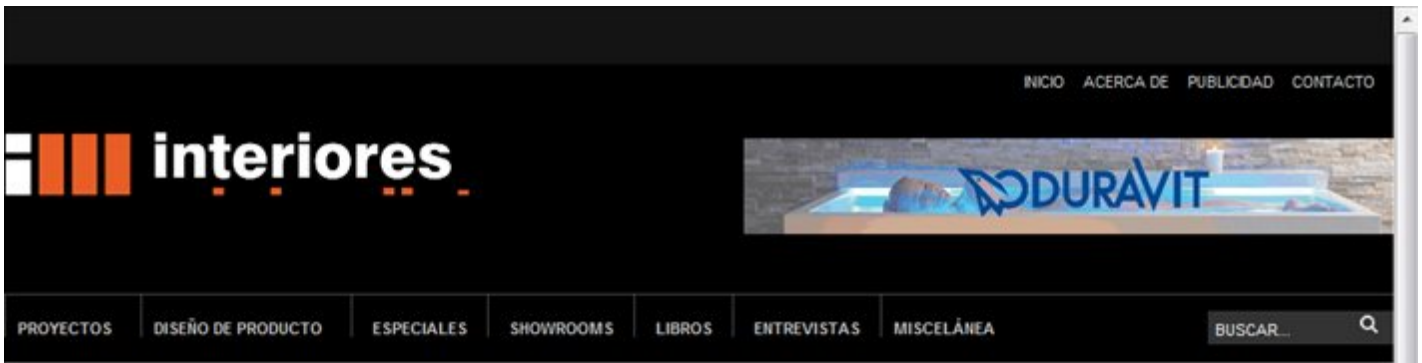 INICIO ACERCA DE PUBLICIDAD CONTACTO
interiores
DURAVIT
PROYECTOS DISEÑO DE PRODUCTO ESPECIALES SHOWROOMS LIBROS ENTREVISTAS MISCELÁNEA BUSCAR...